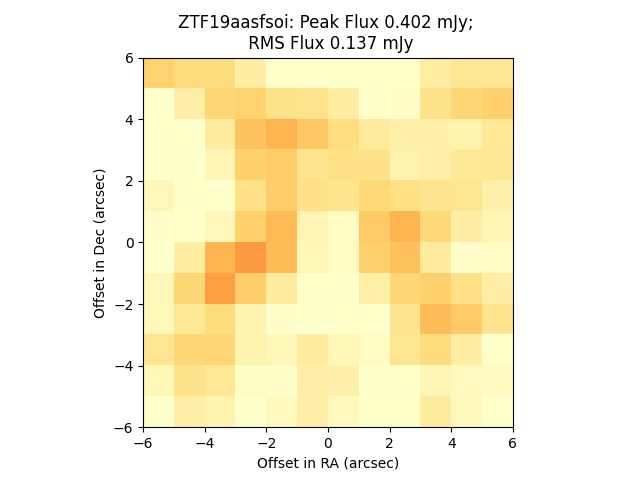 ZTF19aasfsoi: Peak Flux 0.402 mJy;
RMS Flux 0.137 mJy
6
4
2
0
−2
−4
−6
Offset in Dec (arcsec)
−6 −4 −2 0 2 4 6
Offset in RA (arcsec)